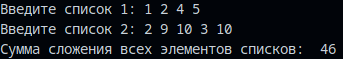 Введите список 1: 1 2 4 5
Введите список 2: 2 9 10 3 10
Сумма сложения всех элементов списков:  46